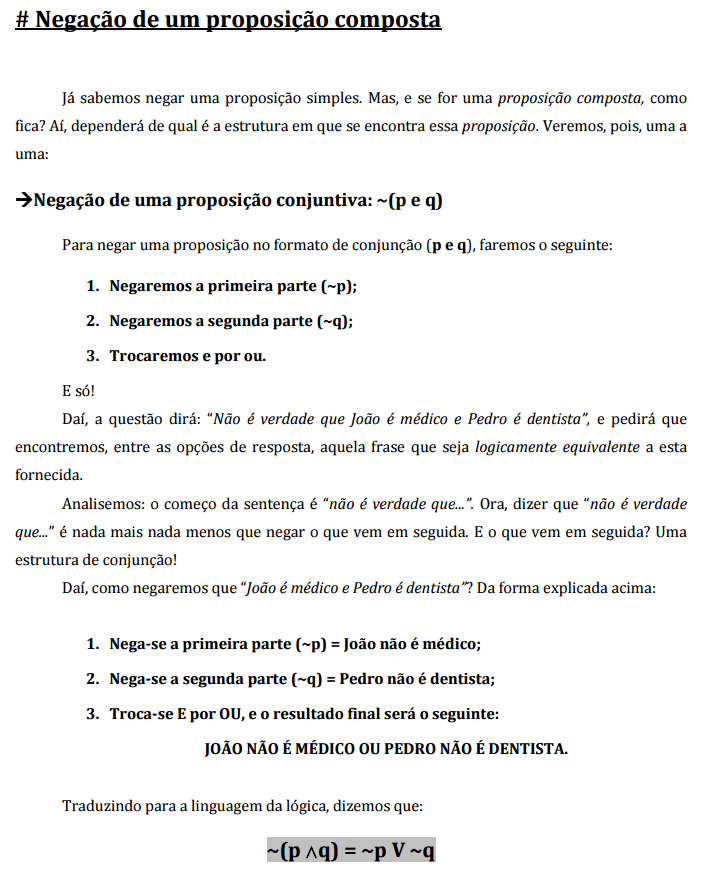 # Negação de um proposição composta
Já sabemos negar uma proposição simples. Mas, e se for uma proposição composta, como
fica? Aí, dependerá de qual é a estrutura em que se encontra essa proposição. Veremos, pois, uma a
uma:
→Negação de uma proposição conjuntiva: ~(p e q)
Para negar uma proposição no formato de conjunção (p e q), faremos o seguinte:
1. Negaremos a primeira parte (~p);
2. Negaremos a segunda parte (~q);
3. Trocaremos e por ou.
E só!
Daí, a questão dirá: “Não é verdade que João é médico e Pedro é dentista”, e pedirá que
encontremos, entre as opções de resposta, aquela frase que seja logicamente equivalente a esta
fornecida.
Analisemos: o começo da sentença é “não é verdade que...”. Ora, dizer que “não é verdade
que...” é nada mais nada menos que negar o que vem em seguida. E o que vem em seguida? Uma
estrutura de conjunção!
Daí, como negaremos que “João é médico e Pedro é dentista”? Da forma explicada acima:
1. Nega-se a primeira parte (~p) = João não é médico;
2. Nega-se a segunda parte (~q) = Pedro não é dentista;
3. Troca-se E por OU, e o resultado final será o seguinte:
JOÃO NÃO É MÉDICO OU PEDRO NÃO É DENTISTA.
Traduzindo para a linguagem da lógica, dizemos que:
~(p ∧q) = ~p V ~q